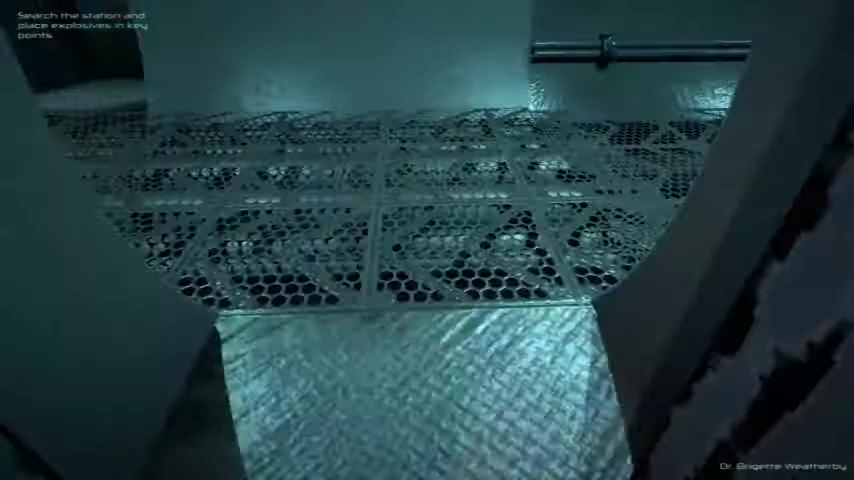 Search the station and
place explosives in key
points
Dr. Brigette Weatherby